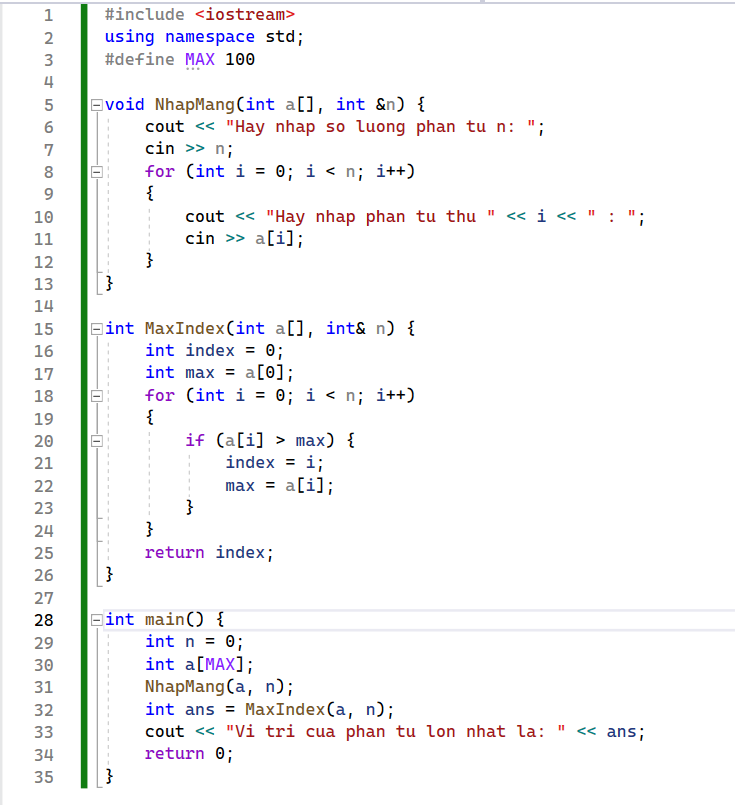 1 #include <iostream>
2 using namespace std;
3 #define MAX 100
4
5 void NhapMang(int a[], int &n) {
6     cout << "Hay nhap so luong phan tu n: ";
7     cin >> n;
8     for (int i = 0; i < n; i++)
9     {
10         cout << "Hay nhap phan tu thu " << i << " : ";
11         cin >> a[i];
12     }
13 }
14
15 int MaxIndex(int a[], int& n) {
16     int index = 0;
17     int max = a[0];
18     for (int i = 0; i < n; i++)
19     {
20         if (a[i] > max) {
21             index = i;
22             max = a[i];
23         }
24     }
25     return index;
26 }
27
28 int main() {
29     int n = 0;
30     int a[MAX];
31     NhapMang(a, n);
32     int ans = MaxIndex(a, n);
33     cout << "Vi tri cua phan tu lon nhat la: " << ans;
34     return 0;
35 }